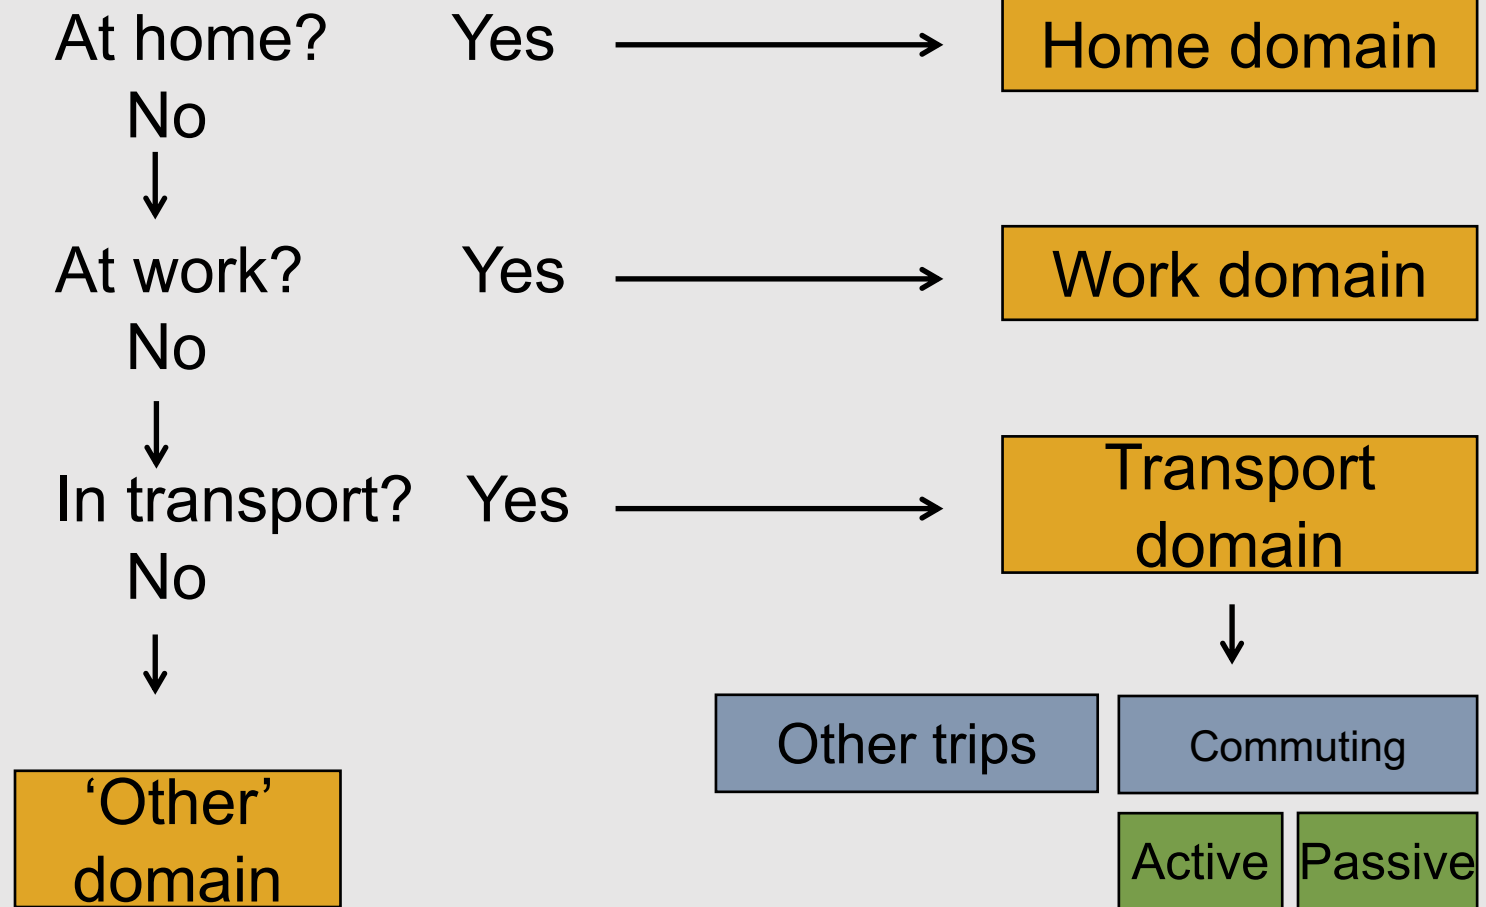 At home? Yes Home domain
No
At work? Yes Work domain
No
In transport? Yes Transport
domain
No
Other trips Commuting
‘Other’
domain
Active Passive